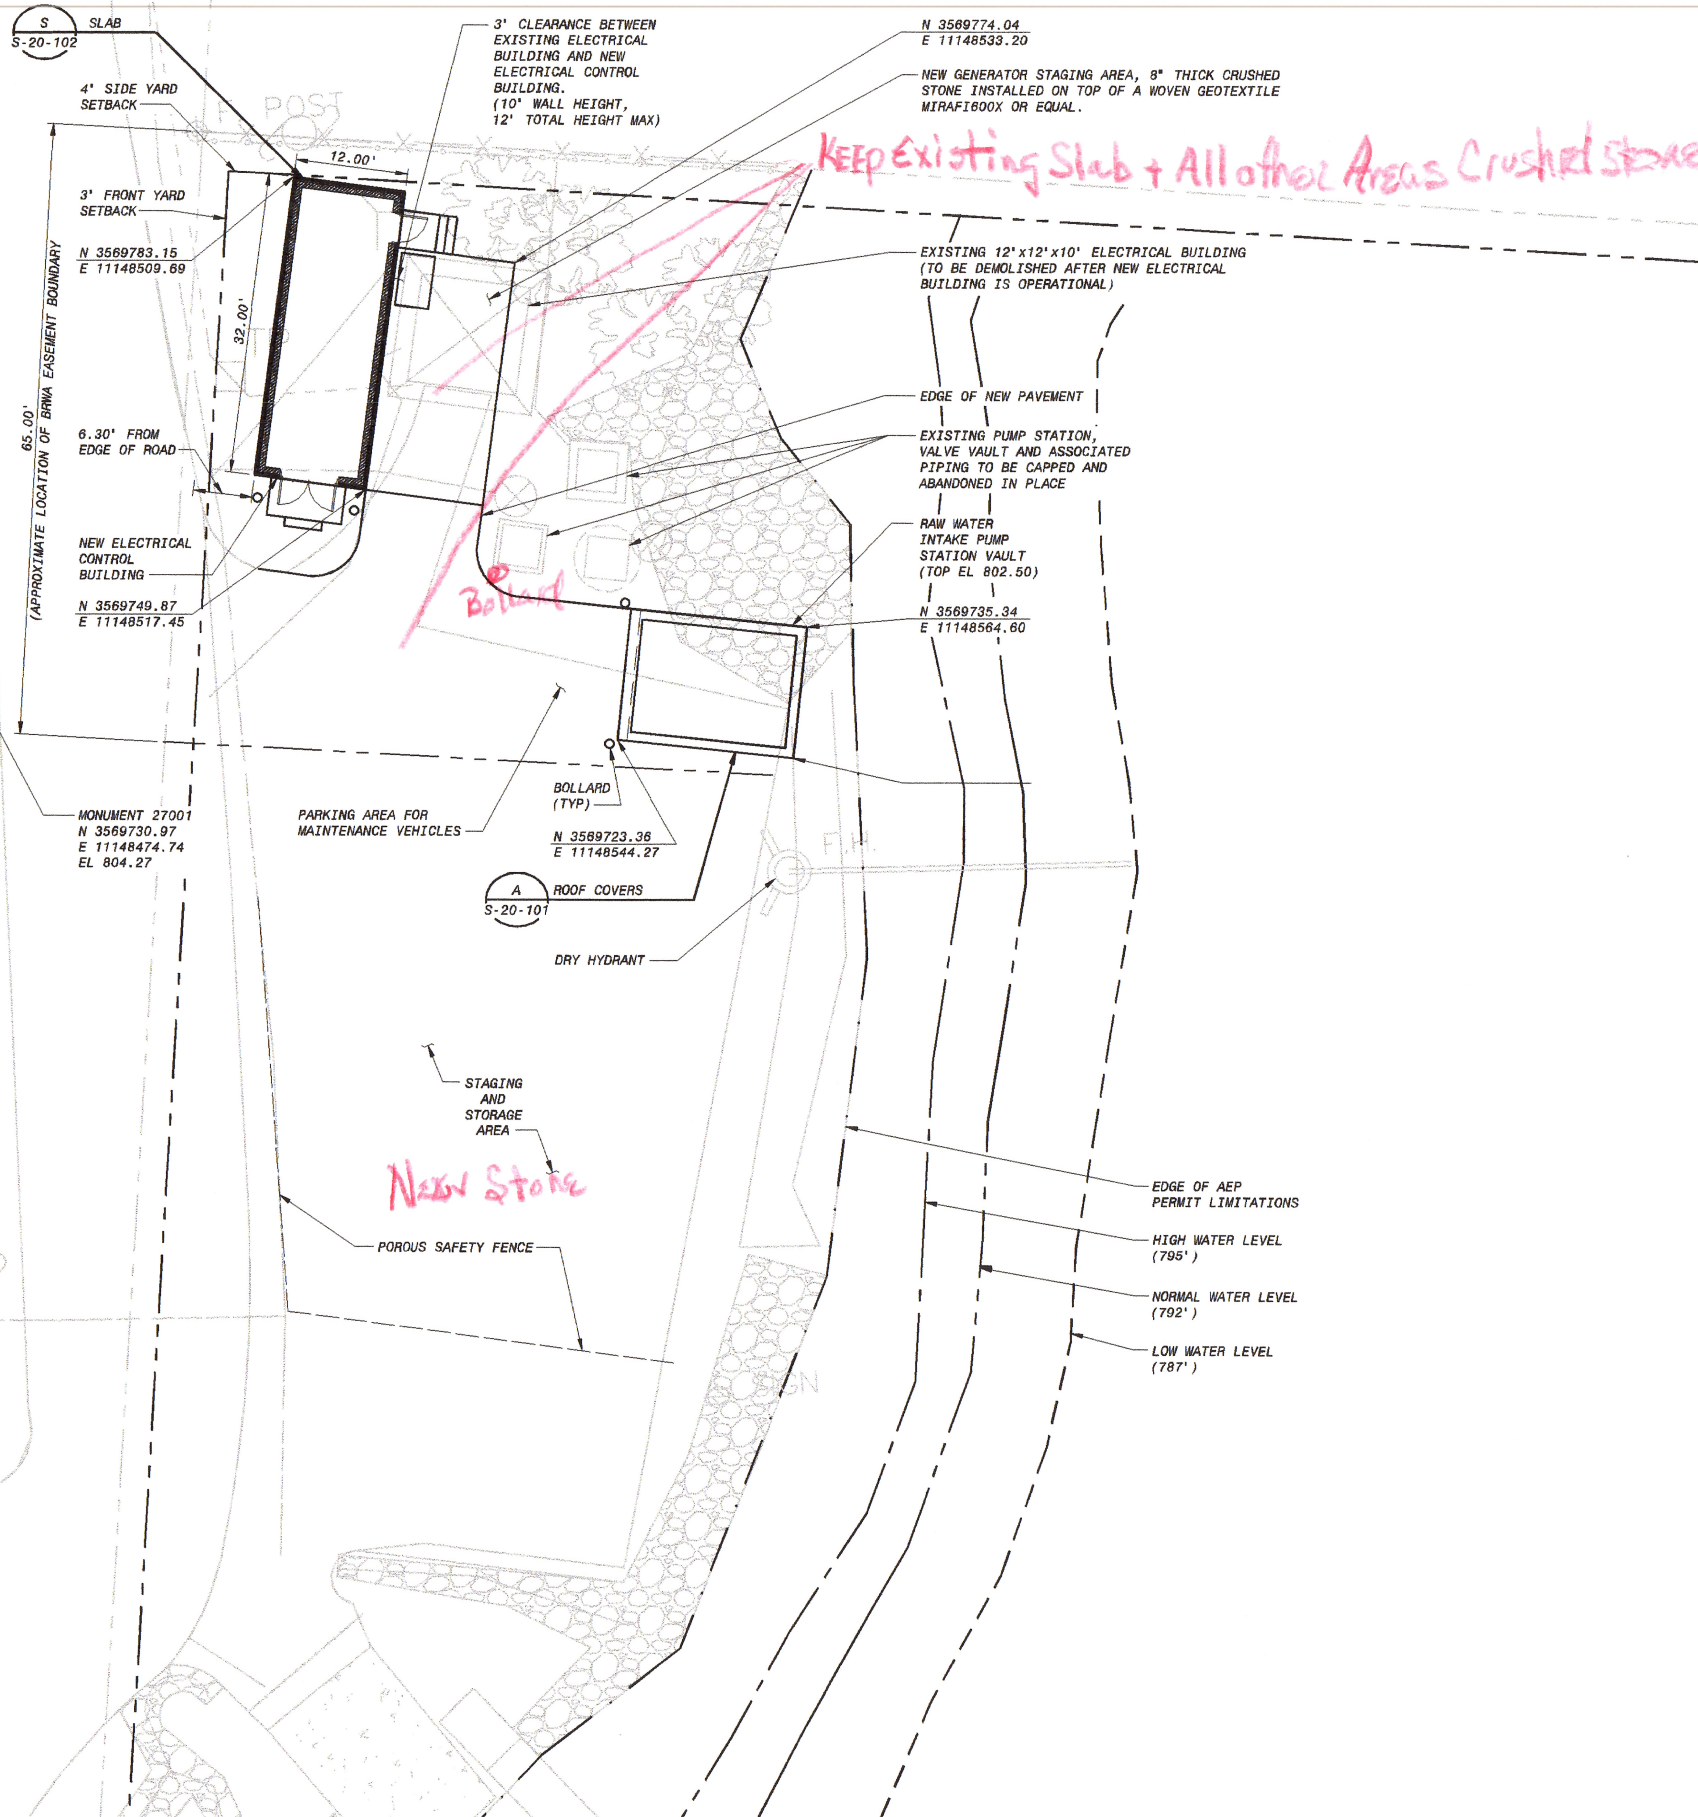 S
S-20-102
SLAB
4' SIDE YARD
SETBACK
3' FRONT YARD
SETBACK
N 3569783.15
E 11148509.69
65.00'
(APPROXIMATE LOCATION OF BRWA EASEMENT BOUNDARY
6.30' FROM
EDGE OF ROAD
NEW ELECTRICAL
CONTROL
BUILDING
N 3569749.87
E 11148517.45
MONUMENT 27001
N 3569730.97
E 11148474.74
EL 804.27
POST
12.00'
32.00'
3' CLEARANCE BETWEEN
EXISTING ELECTRICAL
BUILDING AND NEW
ELECTRICAL CONTROL
BUILDING.
(10' WALL HEIGHT,
12' TOTAL HEIGHT MAX)
N 3569774.04
E 11148533.20
NEW GENERATOR STAGING AREA, 8" THICK CRUSHED
STONE INSTALLED ON TOP OF A WOVEN GEOTEXTILE
MIRAFI600X OR EQUAL.
KEEP Existing Slab + All other Areas Crushed Stone
EXISTING 12'x12'x10' ELECTRICAL BUILDING
(TO BE DEMOLISHED AFTER NEW ELECTRICAL
BUILDING IS OPERATIONAL)
EDGE OF NEW PAVEMENT
EXISTING PUMP STATION,
VALVE VAULT AND ASSOCIATED
PIPING TO BE CAPPED AND
ABANDONED IN PLACE
RAW WATER
INTAKE PUMP
STATION VAULT
(TOP EL 802.50)
N 3569735.34
E 11148564.60
Bollard
BOLLARD
(TYP)
N 3569723.36
E 11148544.27
PARKING AREA FOR
MAINTENANCE VEHICLES
A
S-20-101
ROOF COVERS
F.H.
DRY HYDRANT
STAGING
AND
STORAGE
AREA
New Stone
POROUS SAFETY FENCE
EDGE OF AEP
PERMIT LIMITATIONS
HIGH WATER LEVEL
(795')
NORMAL WATER LEVEL
(792')
LOW WATER LEVEL
(787')
SIGN